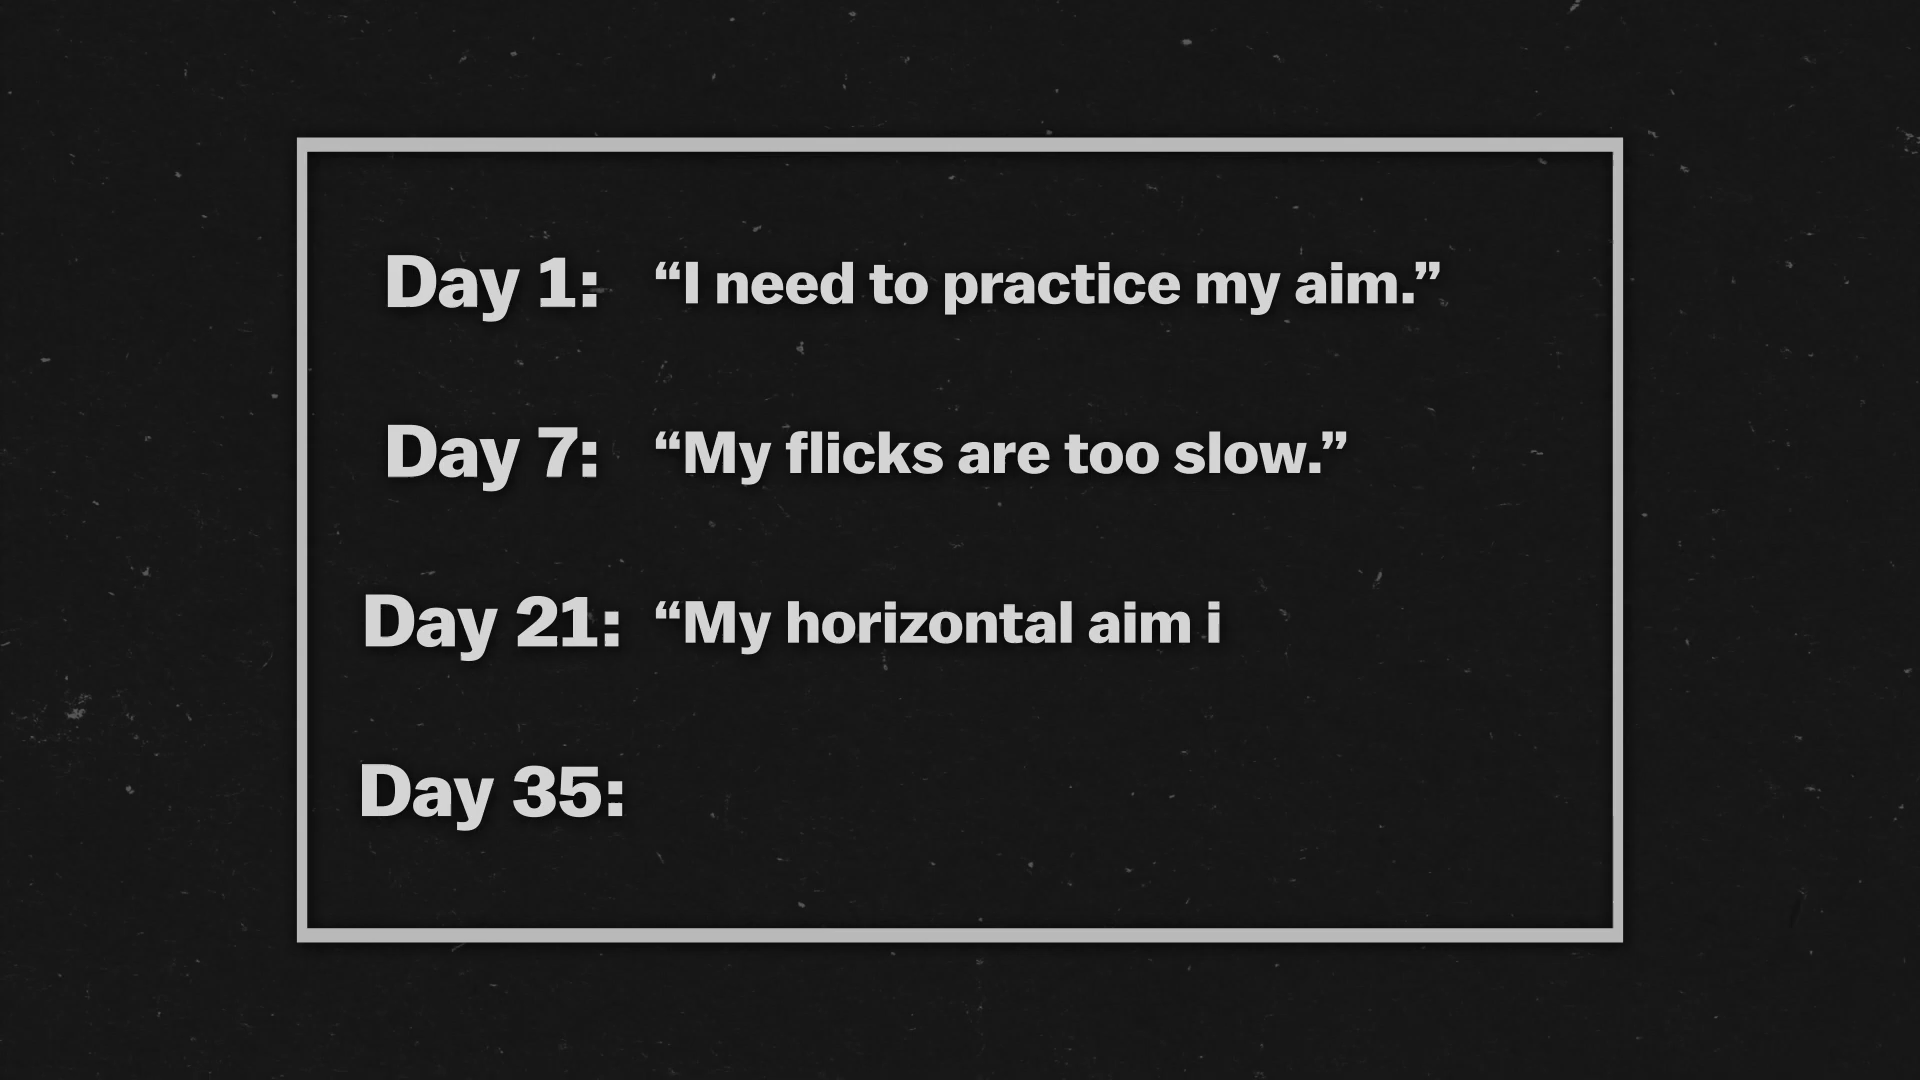 Day 1: “I need to practice my aim.”
Day 7: “My flicks are too slow.”
Day 21: “My horizontal aim i
Day 35: